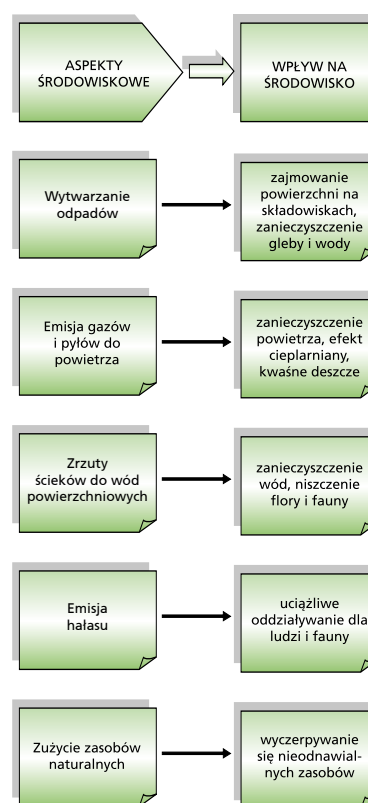 ASPEKTY
ŚRODOWISKOWE
WPŁYW NA
ŚRODOWISKO
Wytwarzanie
odpadów
zajmowanie
powierzchni na
składowiskach,
zanieczyszczenie
gleby i wody
Emisja gazów
i pyłów do
powietrza
zanieczyszczenie
powietrza, efekt
cieplarniany,
kwaśne deszcze
Zrzuty
ścieków do wód
powierzchniowych
zanieczyszczenie
wód, niszczenie
flory i fauny
Emisja
hałasu
uciążliwe
oddziaływanie dla
ludzi i fauny
Zużycie zasobów
naturalnych
wyczerpywanie
się nieodnawial-
nych zasobów